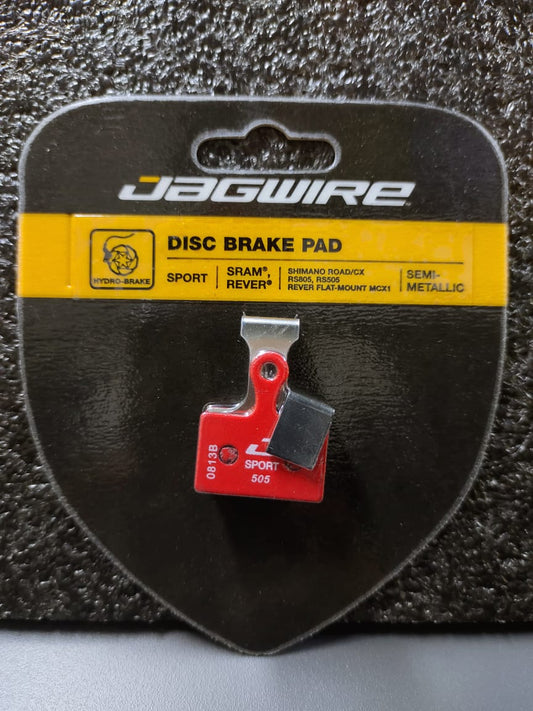 JAGWIRE
DISC BRAKE PAD
HYDRO-BRAKE
SPORT
SRAM®,
REVER®
SHIMANO ROAD/CX
RS805, RS505
REVER FLAT-MOUNT MCX1
SEMI-
METALLIC
0813B
SPORT
505